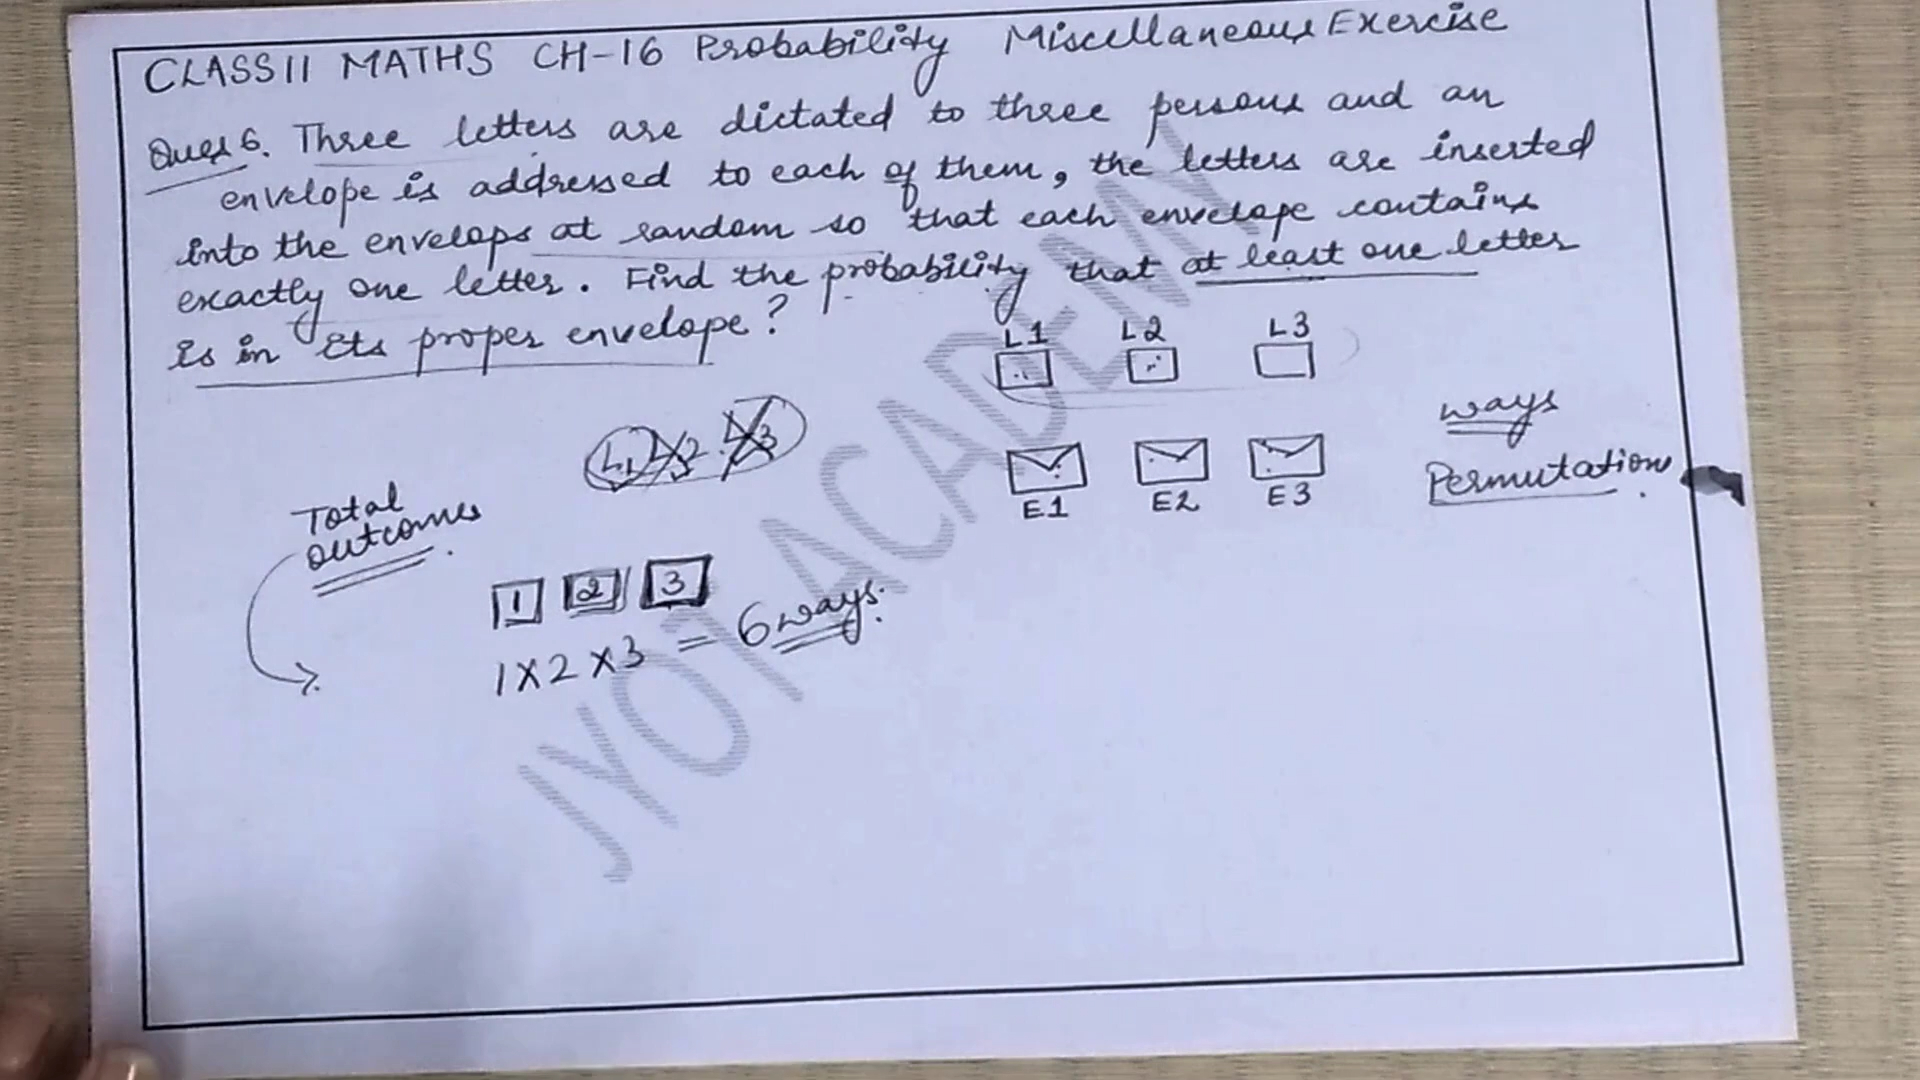 CLASS 11 MATHS CH-16 Probability Miscellaneous Exercise
Ques 6. Three letters are dictated to three persons and an
envelope is addressed to each of them, the letters are inserted
into the envelops at random so that each envelope contains
exactly one letter. Find the probability that at least one letter
is in its proper envelope?
L1 L2 L3
ways
Permutation
E1 E2 E3
Total
outcomes
1 2 3
1x2x3 = 6 ways.
JYOT ACADEMY